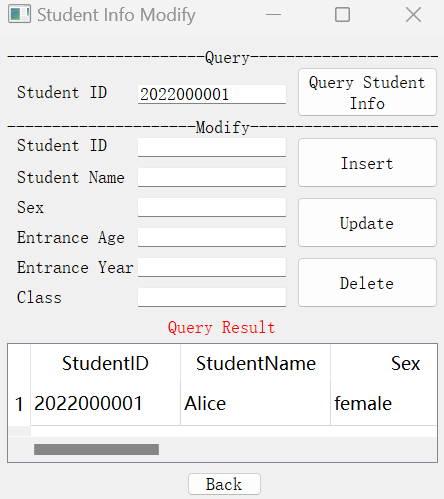 Student Info Modify
Query
Student ID 2022000001 Query Student Info
Modify
Student ID
Insert
Student Name
Sex
Update
Entrance Age
Entrance Year
Delete
Class
Query Result
StudentID StudentName Sex
1 2022000001 Alice female
Back